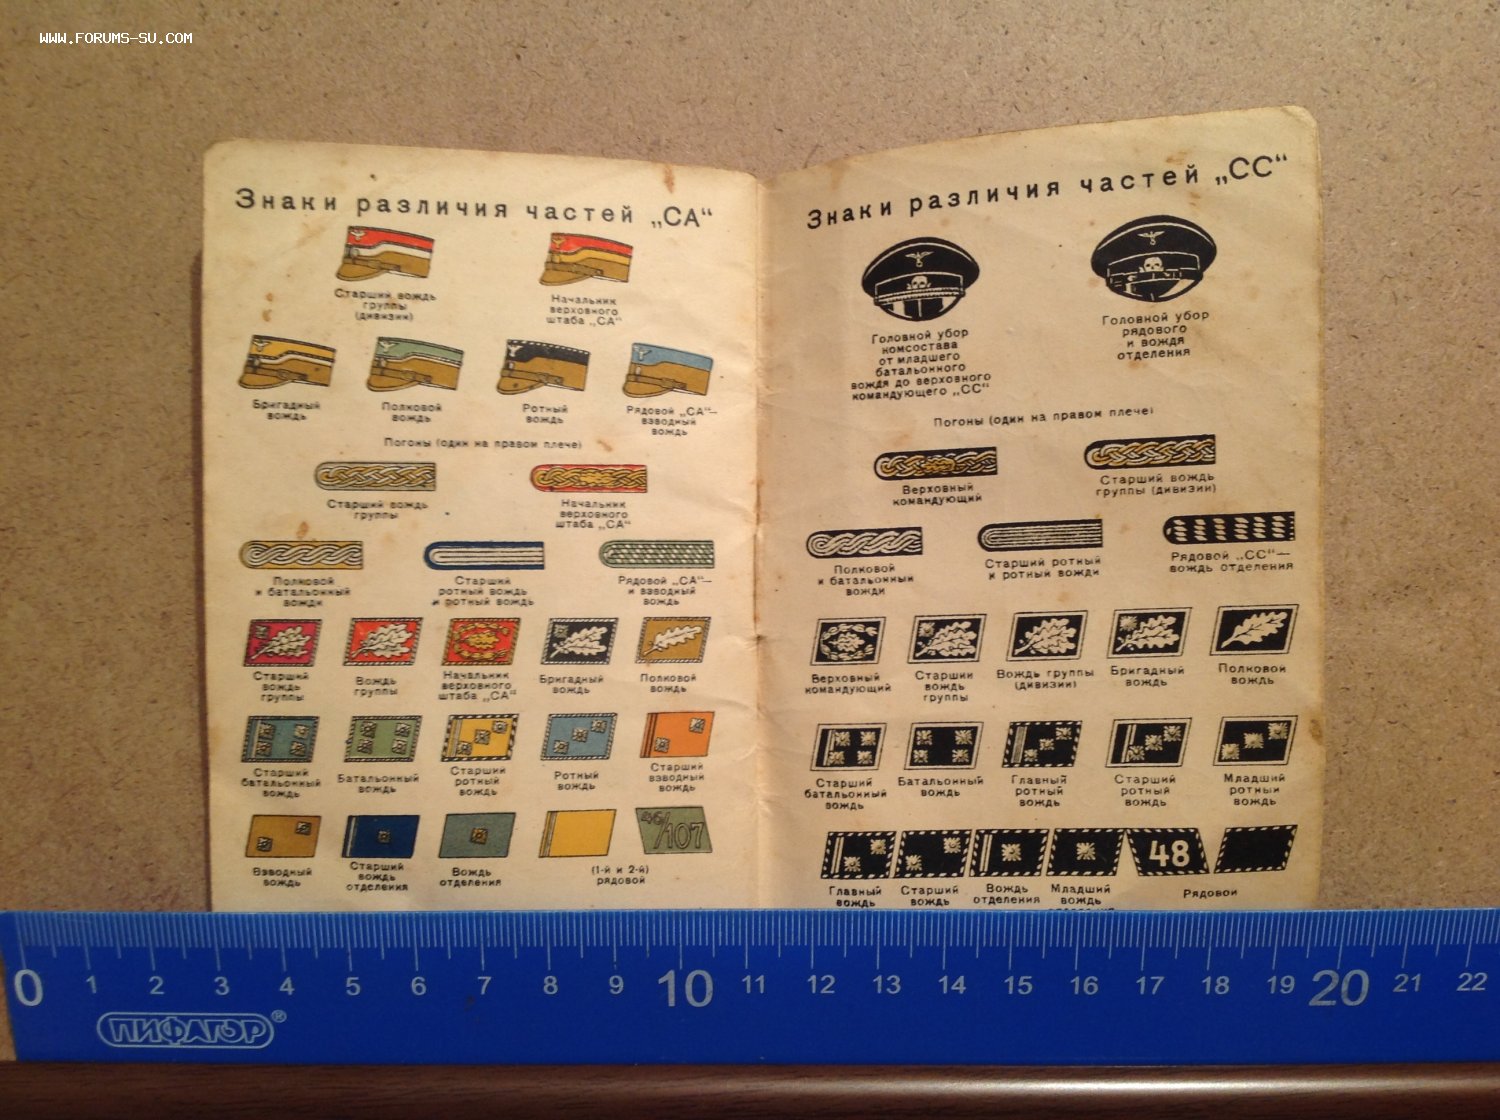 WWW.FORUMS-SU.COM
Знаки различия частей „СА“
Старший вождь
группы
(дивизии)
Начальник
верховного
штаба „СА“
Бригадный
вождь
Полковой
вождь
Ротный
вождь
Рядовой „СА“—
взводный
вождь
Погоны (один на правом плече)
Старший вождь
группы
Начальник
верховного
штаба „СА“
Полковой
и батальонный
вожди
Старший
ротный вождь
и ротный вождь
Рядовой „СА“—
и взводный
вождь
Старший
вождь
группы
Вождь
группы
Начальник
верховного
штаба „СА“
Бригадный
вождь
Полковой
вождь
Старший
батальонный
вождь
Батальонный
вождь
Старший
ротный
вождь
Ротный
вождь
Старший
взводный
вождь
46/107
Взводный
вождь
Старший
вождь
отделения
Вождь
отделения
(1-й и 2-й)
рядовой
Знаки различия частей „СС“
Головной убор
комсостава
от младшего
батальонного
вождя до верховного
командующего „СС“
Головной убор
рядового
и вождя
отделения
Погоны (один на правом плече)
Верховный
командующий
Старший вождь
группы (дивизии)
Полковой
и батальонный
вожди
Старший ротный
и ротный вожди
Рядовой „СС“—
вождь отделения
Верховный
командующий
Старший
вождь
группы
Вождь группы
(дивизии)
Бригадный
вождь
Полковой
вождь
Старший
батальонный
вождь
Батальонный
вождь
Главный
ротный
вождь
Старший
ротный
вождь
Младший
ротный
вождь
48
Главный
вождь
Старший
вождь
Вождь
отделения
Младший
вождь
Рядовой
0 1 2 3 4 5 6 7 8 9 10 11 12 13 14 15 16 17 18 19 20 21 22
ПИФАГОР®